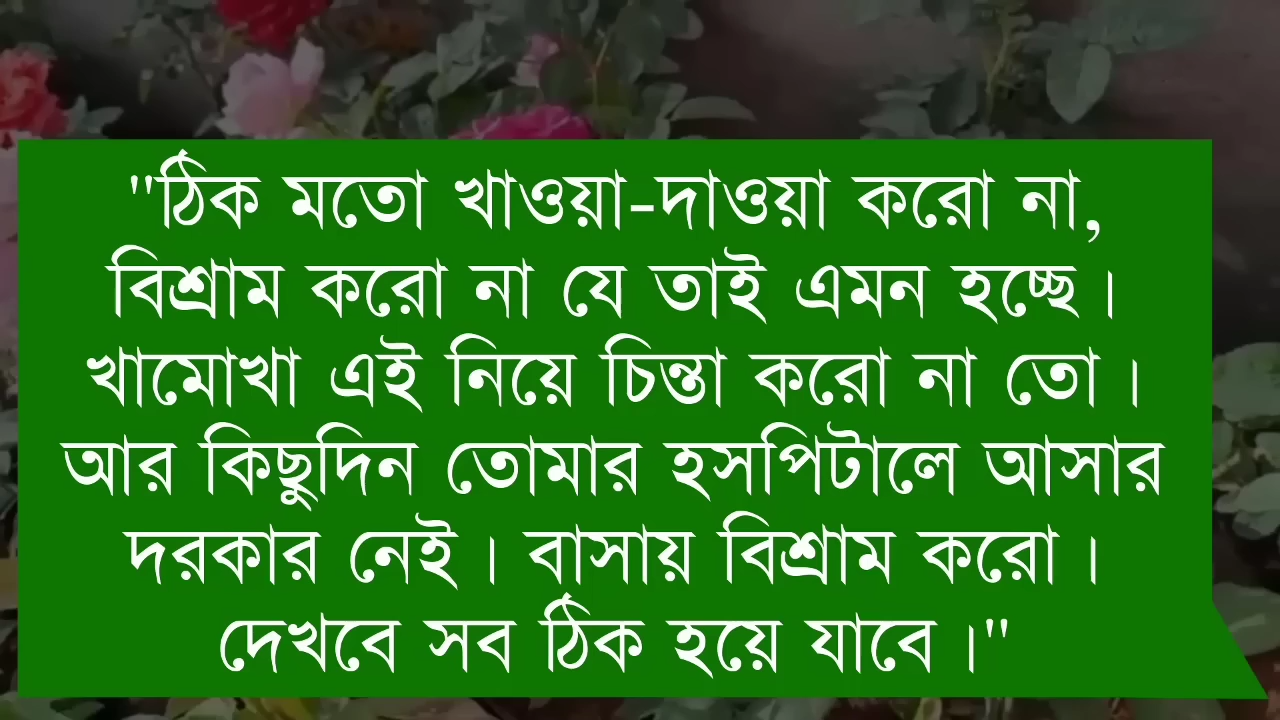 "ঠিক মতো খাওয়া-দাওয়া করো না,
বিশ্রাম করো না যে তাই এমন হচ্ছে।
খামোখা এই নিয়ে চিন্তা করো না তো।
আর কিছুদিন তোমার হসপিটালে আসার
দরকার নেই। বাসায় বিশ্রাম করো।
দেখবে সব ঠিক হয়ে যাবে।"